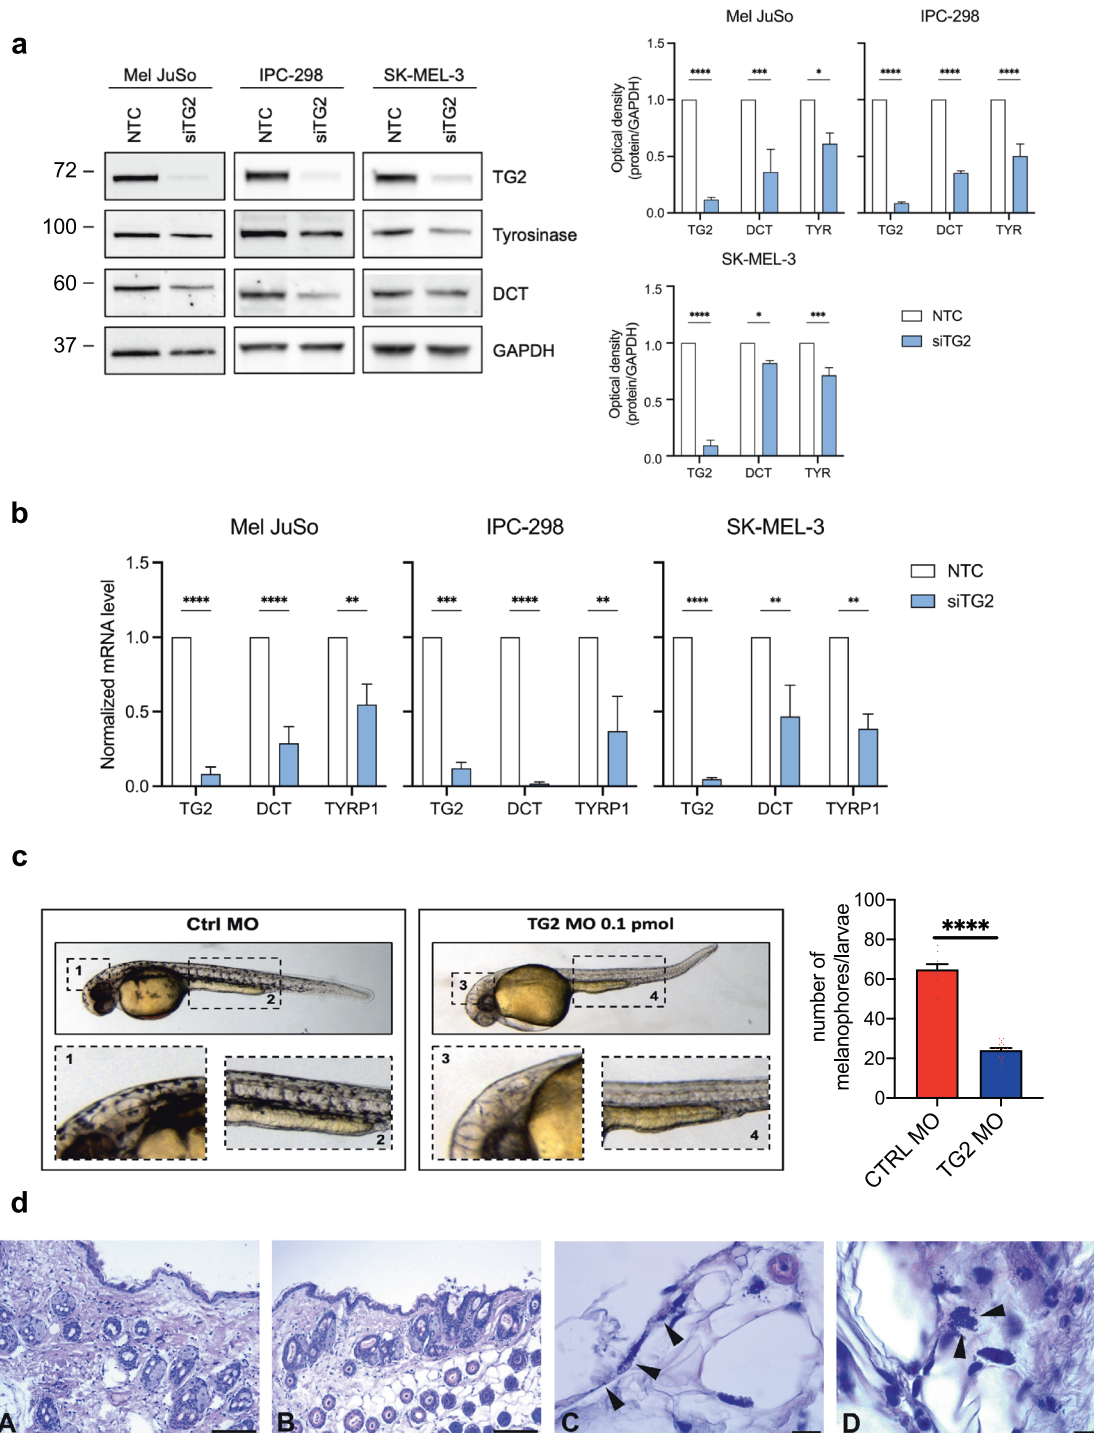 a
Mel JuSo IPC-298 SK-MEL-3
NTC siTG2 NTC siTG2 NTC siTG2
72 – TG2
100 – Tyrosinase
60 – DCT
37 – GAPDH
Mel JuSo IPC-298
Optical density
(protein/GAPDH)
1.5
1.0
0.5
0.0
**** *** * **** **** ****
TG2 DCT TYR TG2 DCT TYR
SK-MEL-3
Optical density
(protein/GAPDH)
1.5
1.0
0.5
0.0
**** * ***
TG2 DCT TYR
NTC
siTG2
b
Mel JuSo IPC-298 SK-MEL-3
Normalized mRNA level
1.5
1.0
0.5
0.0
**** **** ** *** **** ** **** ** **
TG2 DCT TYRP1 TG2 DCT TYRP1 TG2 DCT TYRP1
NTC
siTG2
c
Ctrl MO
1
2
1
2
TG2 MO 0.1 pmol
3
4
3
4
number of
melanophores/larvae
100
80
60
40
20
0
****
CTRL MO TG2 MO
d
A B C D